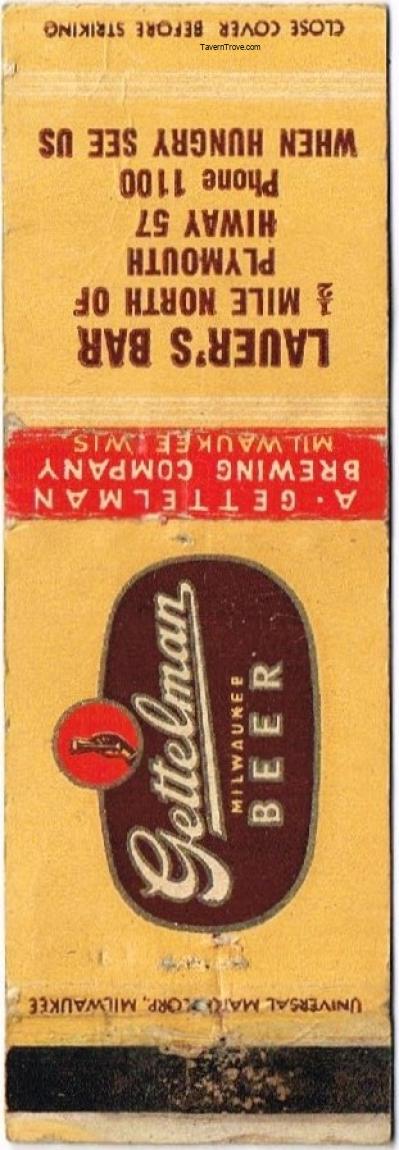 CLOSE COVER BEFORE STRIKING
TavernTrove.com
LAUER'S BAR
½ MILE NORTH OF
PLYMOUTH
HIWAY 57
Phone 1100
WHEN HUNGRY SEE US
A·GETTELMAN
BREWING COMPANY
MILWAUKEE WIS
Gettelman
MILWAUKEE
BEER
UNIVERSAL MATCH CORP., MILWAUKEE